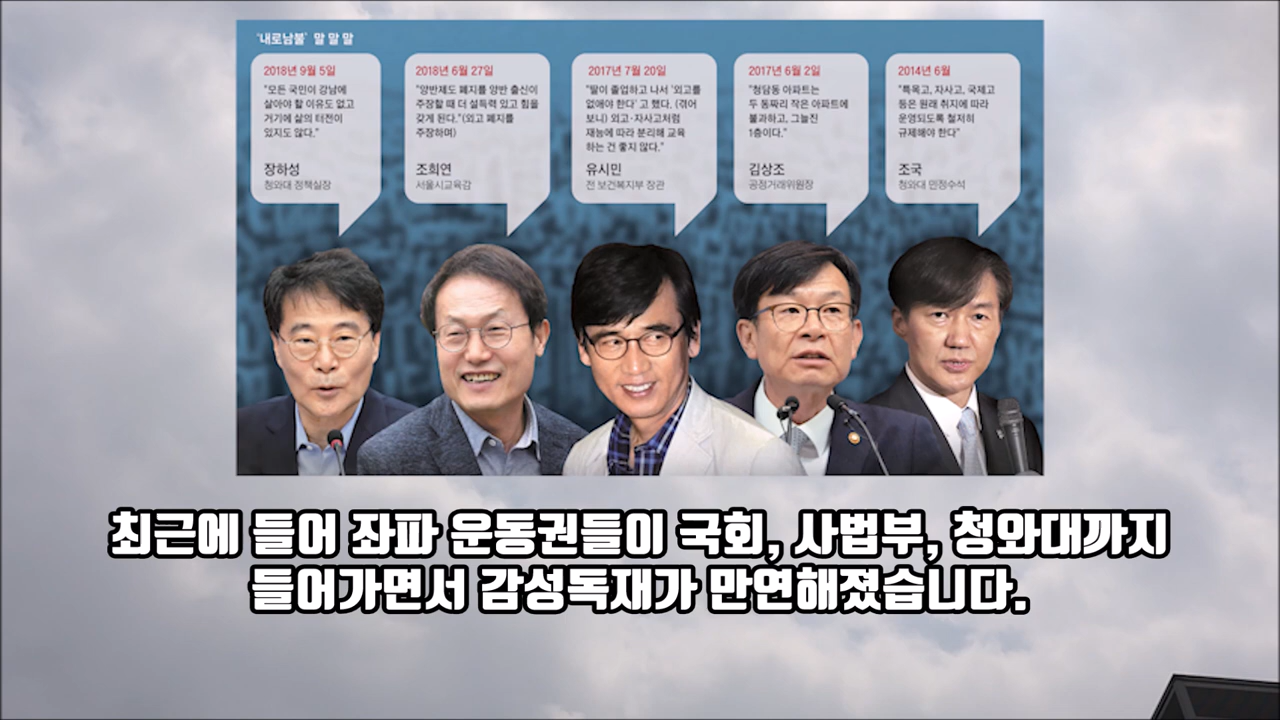 '내로남불' 말 말 말
2018년 9월 5일
"모든 국민이 강남에
살아야 할 이유도 없고
거기에 삶의 터전이
있지도 않다."
장하성
청와대 정책실장
2018년 6월 27일
"양반제도 폐지를 양반 출신이
주장할 때 더 설득력 있고 힘을
갖게 된다."(외고 폐지를
주장하며)
조희연
서울시교육감
2017년 7월 20일
"딸이 졸업하고 나서 '외고를
없애야 한다'고 했다. (겪어
보니) 외고·자사고처럼
재능에 따라 분리해 교육
하는 건 좋지 않다."
유시민
전 보건복지부 장관
2017년 6월 2일
"청담동 아파트는
두 동짜리 작은 아파트에
불과하고, 그늘진
1층이다."
김상조
공정거래위원장
2014년 6월
"특목고, 자사고, 국제고
등은 원래 취지에 따라
운영되도록 철저히
규제해야 한다"
조국
청와대 민정수석
최근에 들어 좌파 운동권들이 국회, 사법부, 청와대까지
들어가면서 감성독재가 만연해졌습니다.